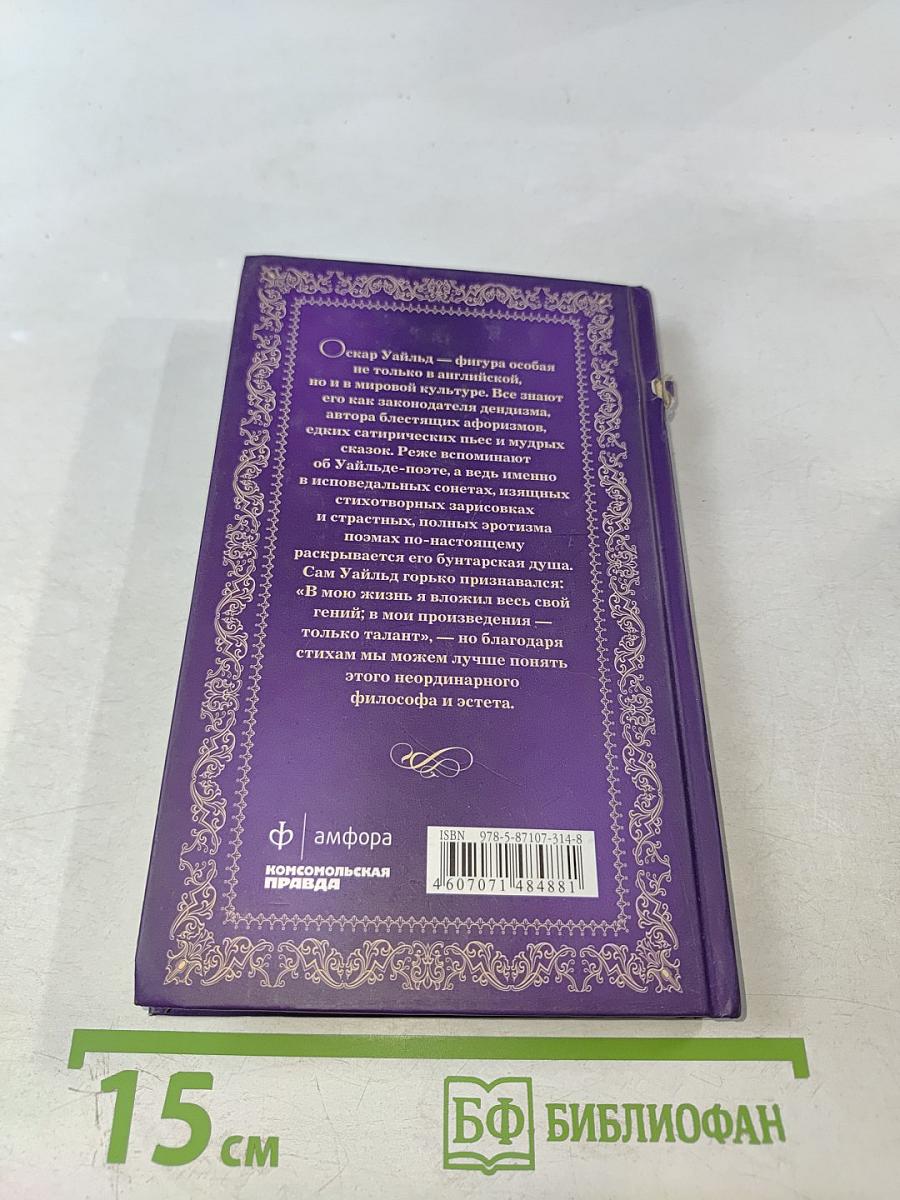 Оскар Уайльд — фигура особая
не только в английской,
но и в мировой культуре. Все знают
его как законодателя дендизма,
автора блестящих афоризмов,
едких сатирических пьес и мудрых
сказок. Реже вспоминают
об Уайльде-поэте, а ведь именно
в исповедальных сонетах, изящных
стихотворных зарисовках
и страстных, полных эротизма
поэмах по-настоящему
раскрывается его бунтарская душа.
Сам Уайльд горько признавался:
«В мою жизнь я вложил весь свой
гений; в мои произведения —
только талант», — но благодаря
стихам мы можем лучше понять
этого неординарного
философа и эстета.
ф | амфора
КОМСОМОЛЬСКАЯ
ПРАВДА
ISBN 978-5-87107-314-8
4 607071 484881
15 см
БФ БИБЛИОФАН